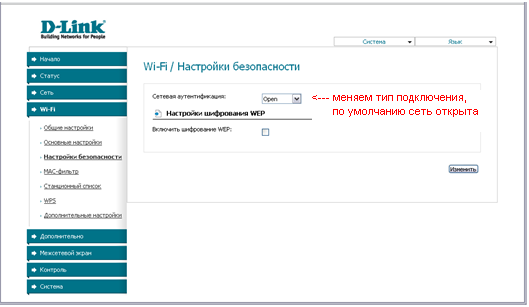 D-Link
Building Networks for People
Система
Язык
Начало
Статус
Сеть
Wi-Fi
Общие настройки
Основные настройки
Настройки безопасности
MAC-фильтр
Станционный список
WPS
Дополнительные настройки
Дополнительно
Межсетевой экран
Контроль
Система
Wi-Fi / Настройки безопасности
Сетевая аутентификация: Open <--- меняем тип подключения,
по умолчанию сеть открыта
Настройки шифрования WEP
Включить шифрование WEP:
Изменить